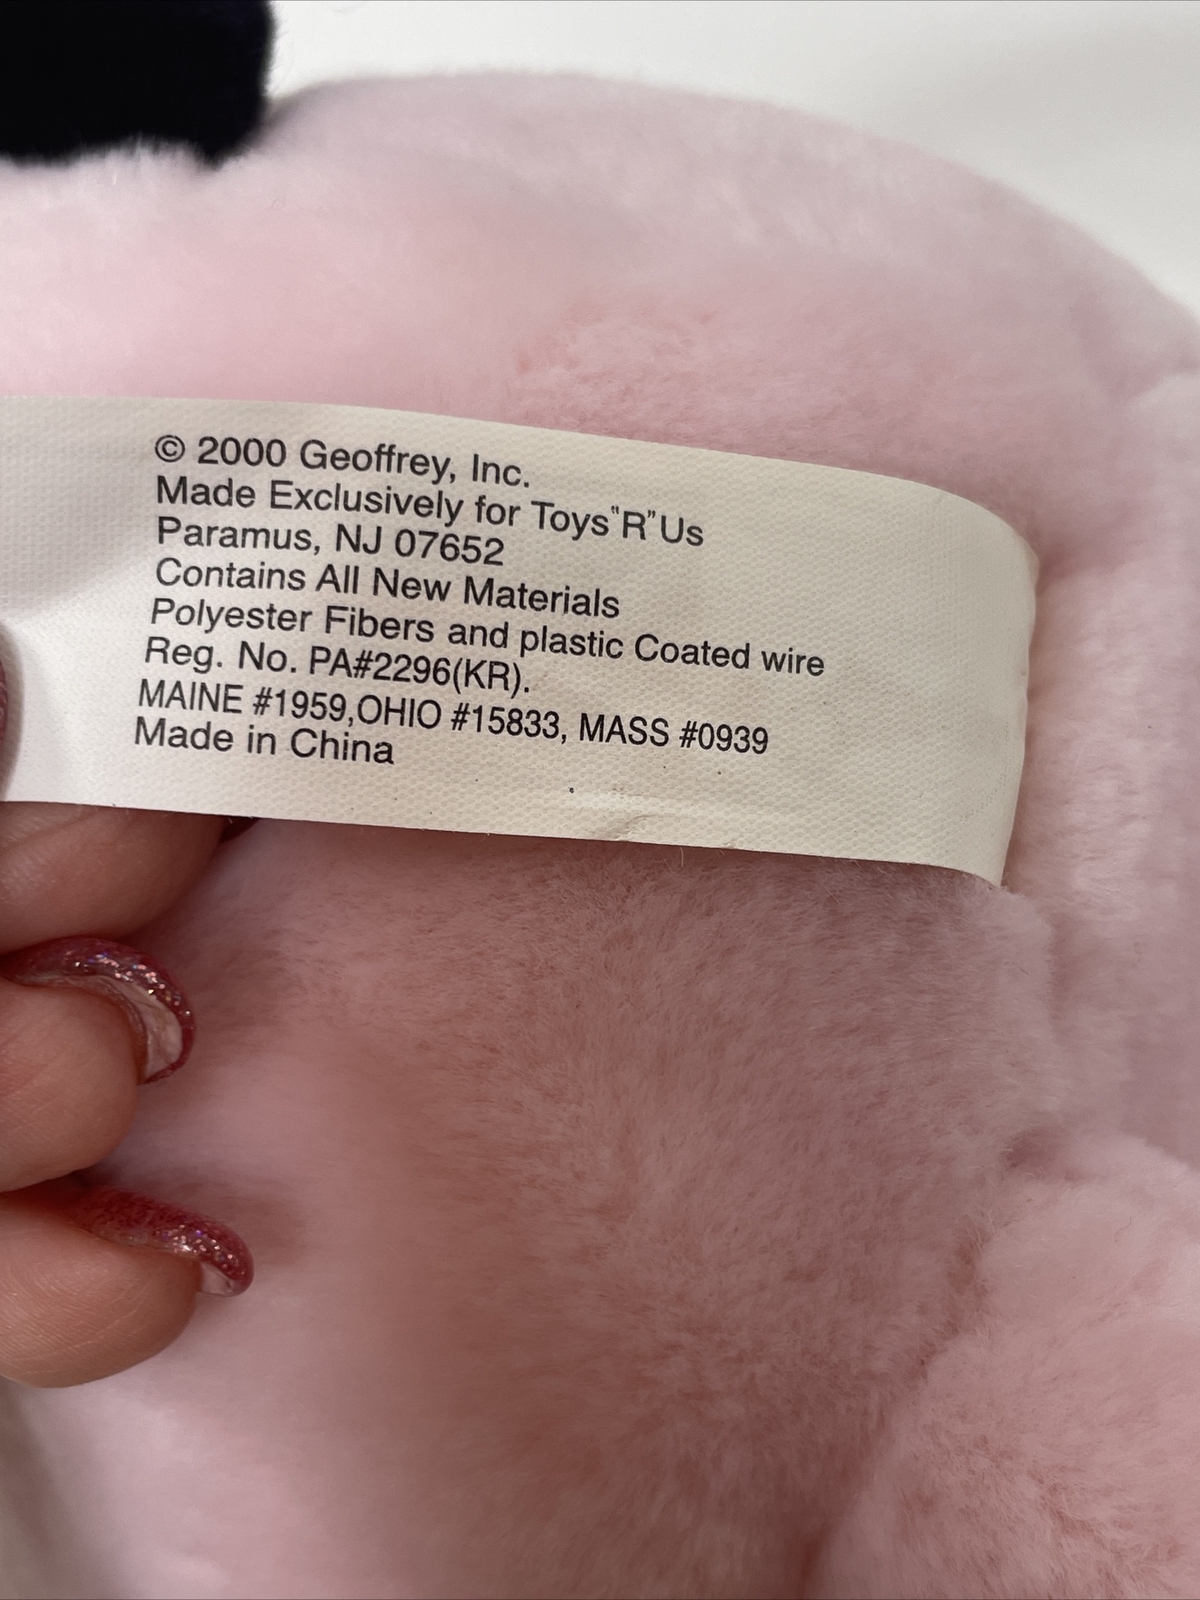 © 2000 Geoffrey, Inc.
Made Exclusively for Toys"R"Us
Paramus, NJ 07652
Contains All New Materials
Polyester Fibers and plastic Coated wire
Reg. No. PA#2296(KR).
MAINE #1959,OHIO #15833, MASS #0939
Made in China